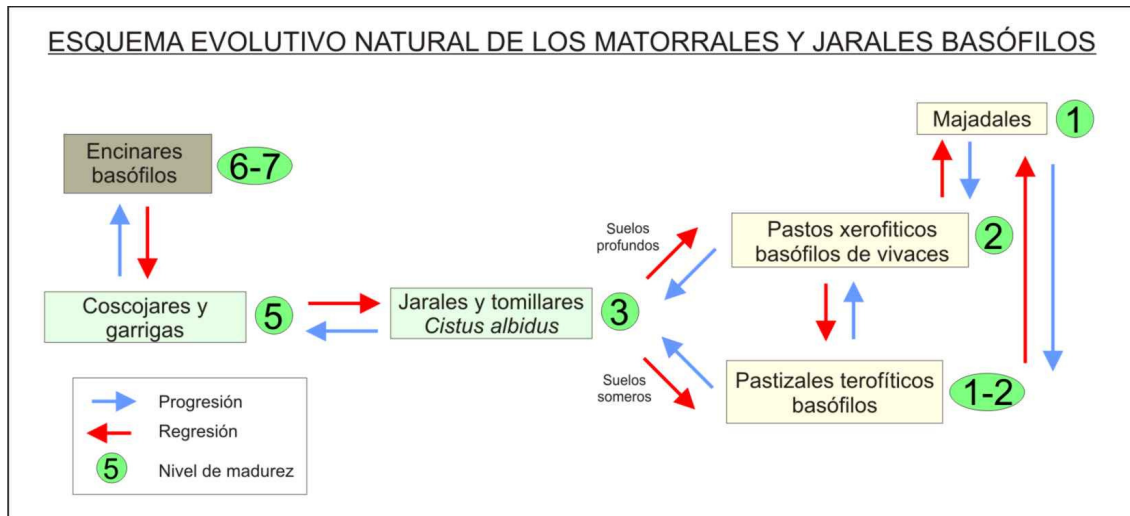 ESQUEMA EVOLUTIVO NATURAL DE LOS MATORRALES Y JARALES BASÓFILOS
Majadales
1
Encinares
basófilos
6-7
Suelos
profundos
Pastos xerofiticos
basófilos de vivaces
2
Coscojares y
garrigas
5
Jarales y tomillares
Cistus albidus
3
Suelos
someros
Pastizales terofíticos
basófilos
1-2
Progresión
Regresión
5
Nivel de madurez